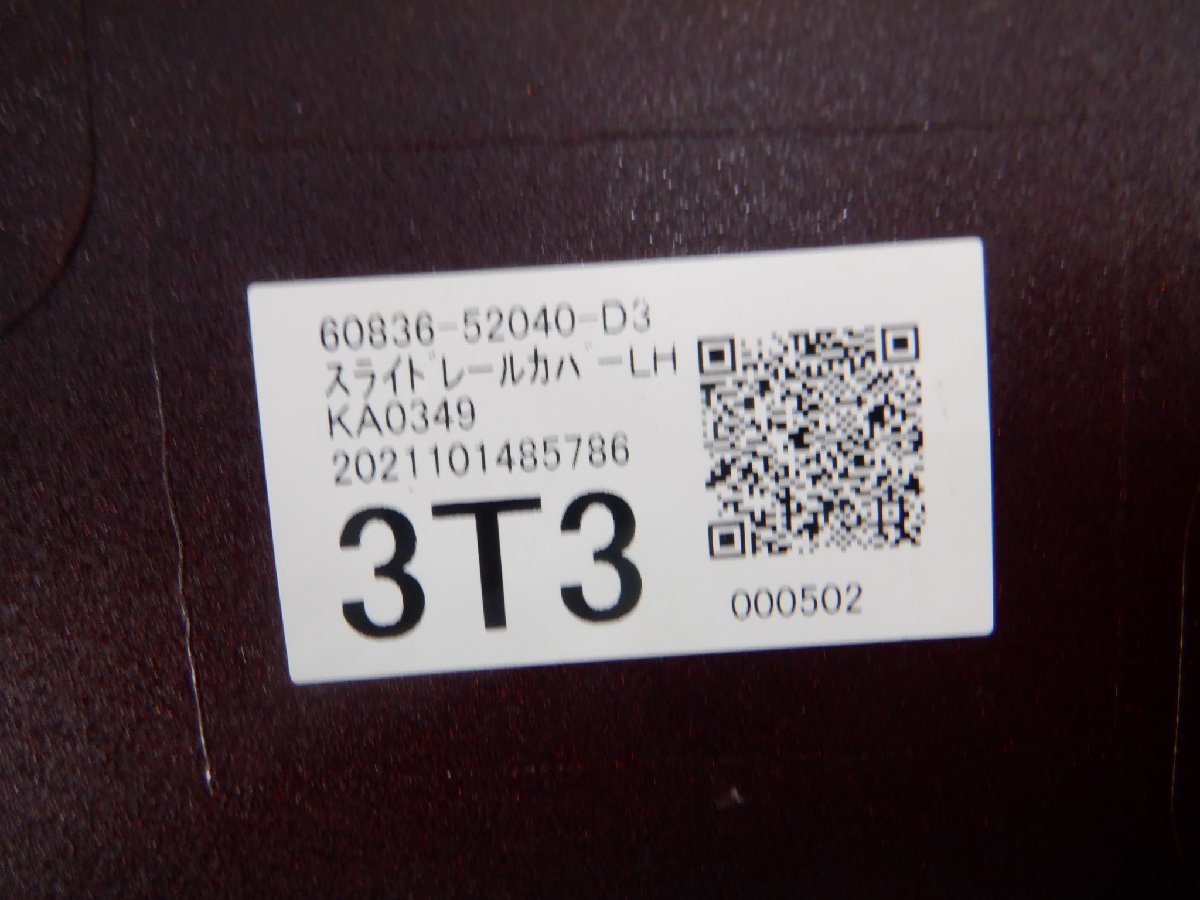 60836-52040-D3
ｽﾗｲﾄﾞﾚｰﾙｶﾊﾞｰLH
KA0349
2021101485786
3T3
000502